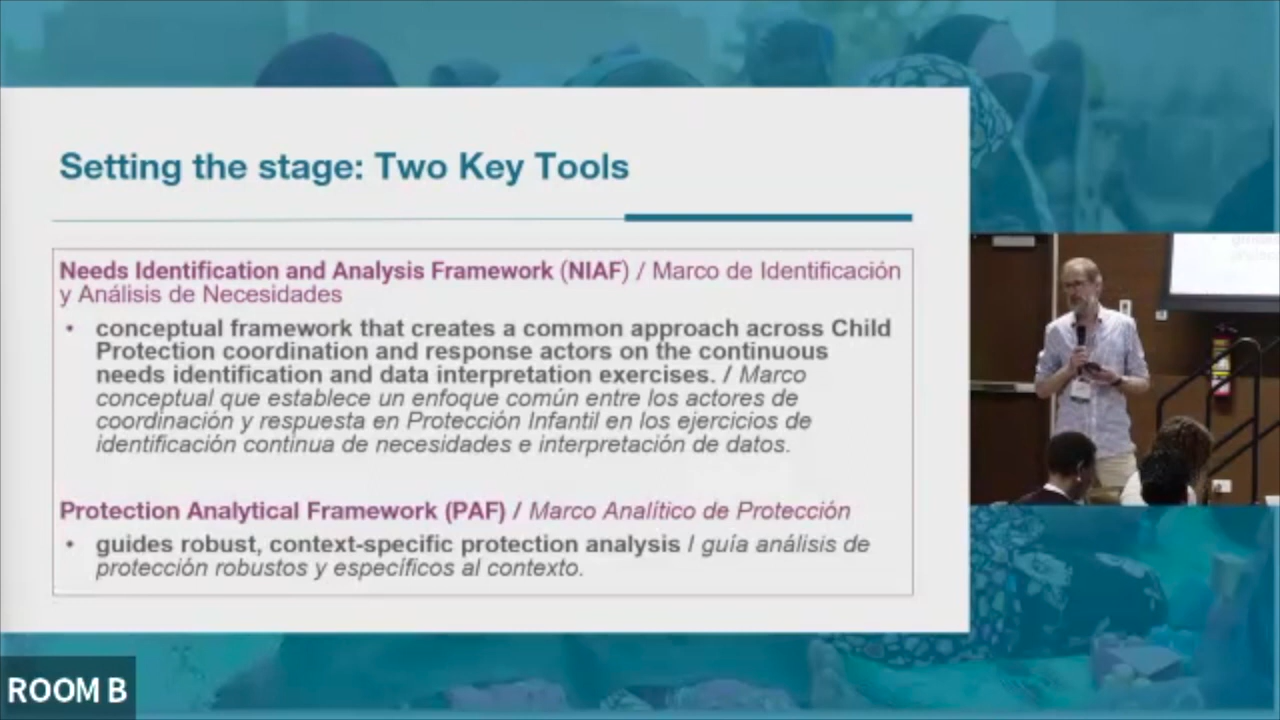 Setting the stage: Two Key Tools
Needs Identification and Analysis Framework (NIAF) / Marco de Identificación
y Análisis de Necesidades
• conceptual framework that creates a common approach across Child
Protection coordination and response actors on the continuous
needs identification and data interpretation exercises. / Marco
conceptual que establece un enfoque común entre los actores de
coordinación y respuesta en Protección Infantil en los ejercicios de
identificación continua de necesidades e interpretación de datos.
Protection Analytical Framework (PAF) / Marco Analítico de Protección
• guides robust, context-specific protection analysis / guía análisis de
protección robustos y específicos al contexto.
ROOM B